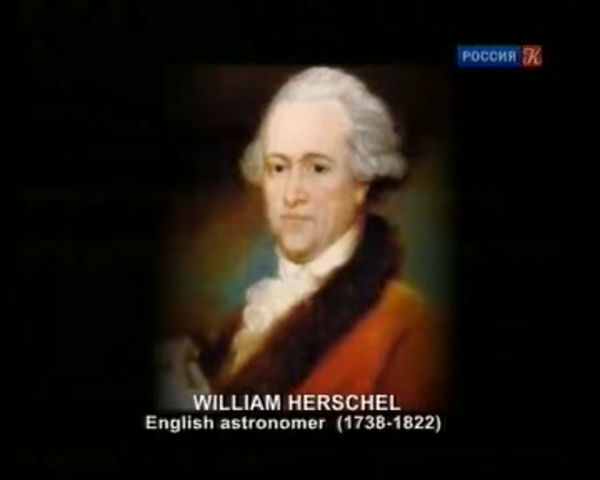 РОССИЯ К
WILLIAM HERSCHEL
English astronomer (1738-1822)